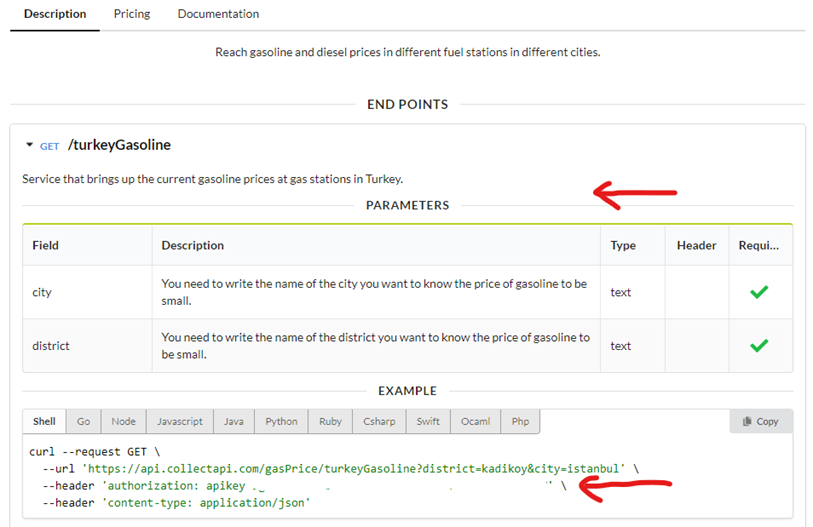 Description Pricing Documentation
Reach gasoline and diesel prices in different fuel stations in different cities.
END POINTS
GET /turkeyGasoline
Service that brings up the current gasoline prices at gas stations in Turkey.
PARAMETERS
Field Description Type Header Requi...
city You need to write the name of the city you want to know the price of gasoline to be
small. text
district You need to write the name of the district you want to know the price of gasoline to
be small. text
EXAMPLE
Shell Go Node Javascript Java Python Ruby Csharp Swift Ocaml Php Copy
curl --request GET \
--url 'https://api.collectapi.com/gasPrice/turkeyGasoline?district=kadikoy&city=istanbul' \
--header 'authorization: apikey ' \
--header 'content-type: application/json'